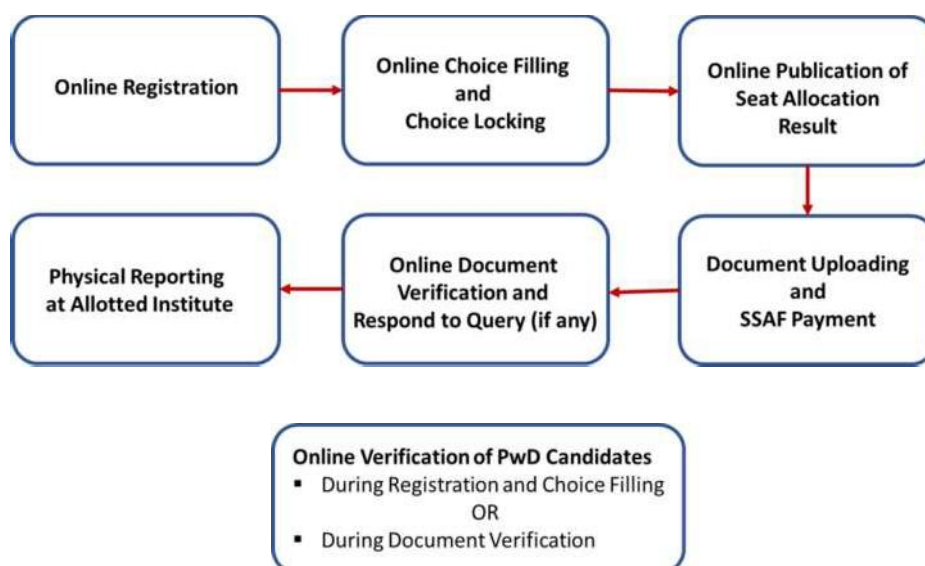 Online Registration
Online Choice Filling
and
Choice Locking
Online Publication of
Seat Allocation
Result
Document Uploading
and
SSAF Payment
Online Document
Verification and
Respond to Query (if any)
Physical Reporting
at Allotted Institute
Online Verification of PwD Candidates
▪ During Registration and Choice Filling
OR
▪ During Document Verification